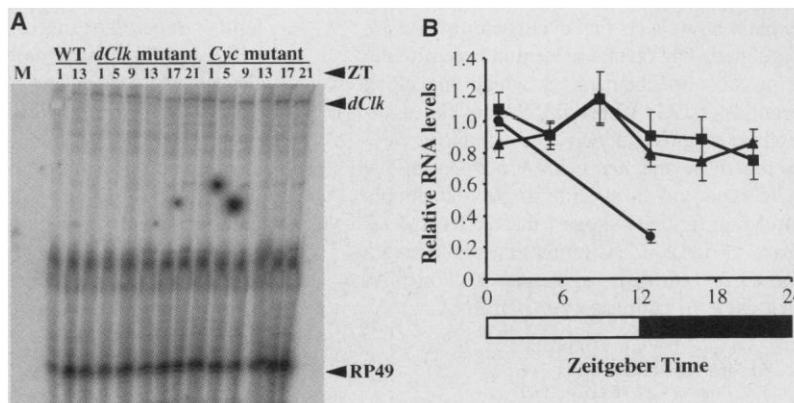 A
WT dClk mutant Cyc mutant
M 1 13 1 5 9 13 17 21 1 5 9 13 17 21 ZT
dClk
RP49
B
Relative RNA levels
1.4
1.2
1.0
0.8
0.6
0.4
0.2
0
0 6 12 18 24
Zeitgeber Time